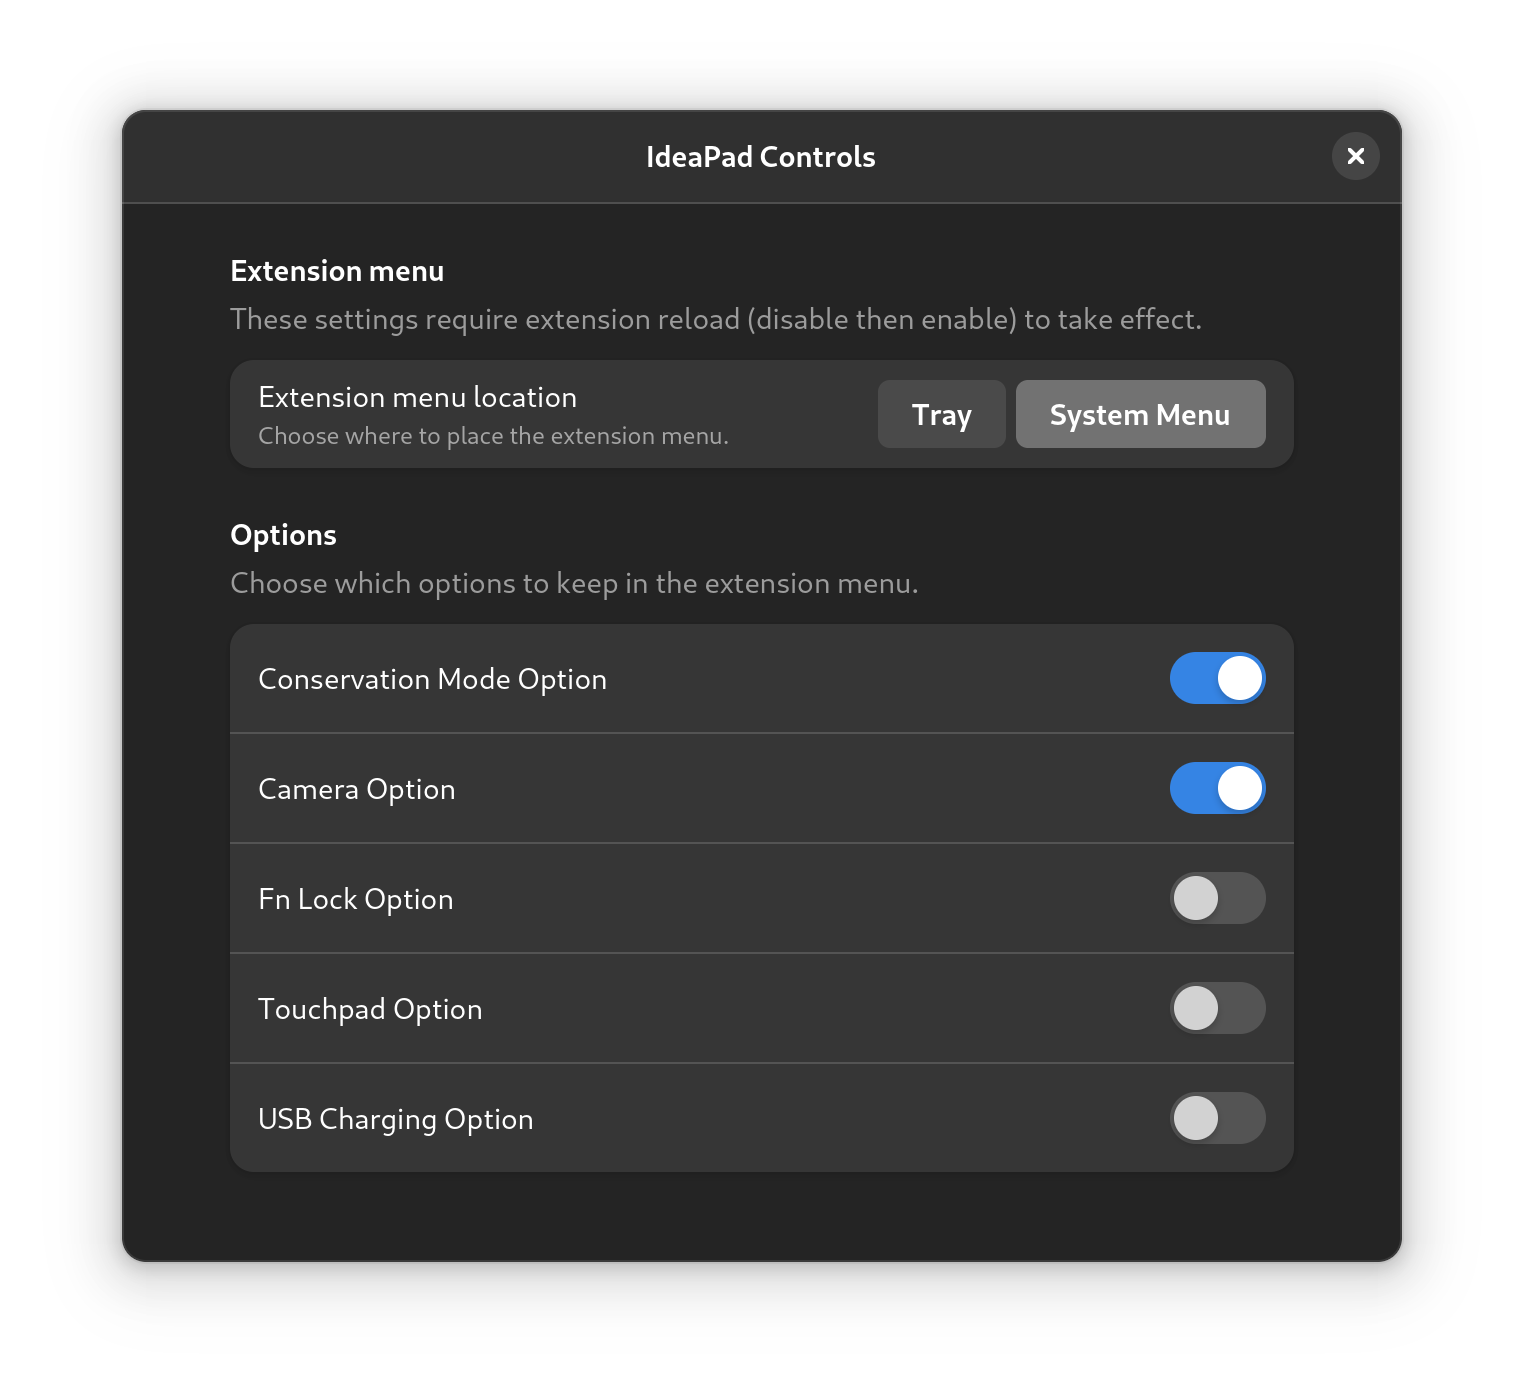 IdeaPad Controls
Extension menu
These settings require extension reload (disable then enable) to take effect.
Extension menu location
Choose where to place the extension menu.
Tray
System Menu
Options
Choose which options to keep in the extension menu.
Conservation Mode Option
Camera Option
Fn Lock Option
Touchpad Option
USB Charging Option